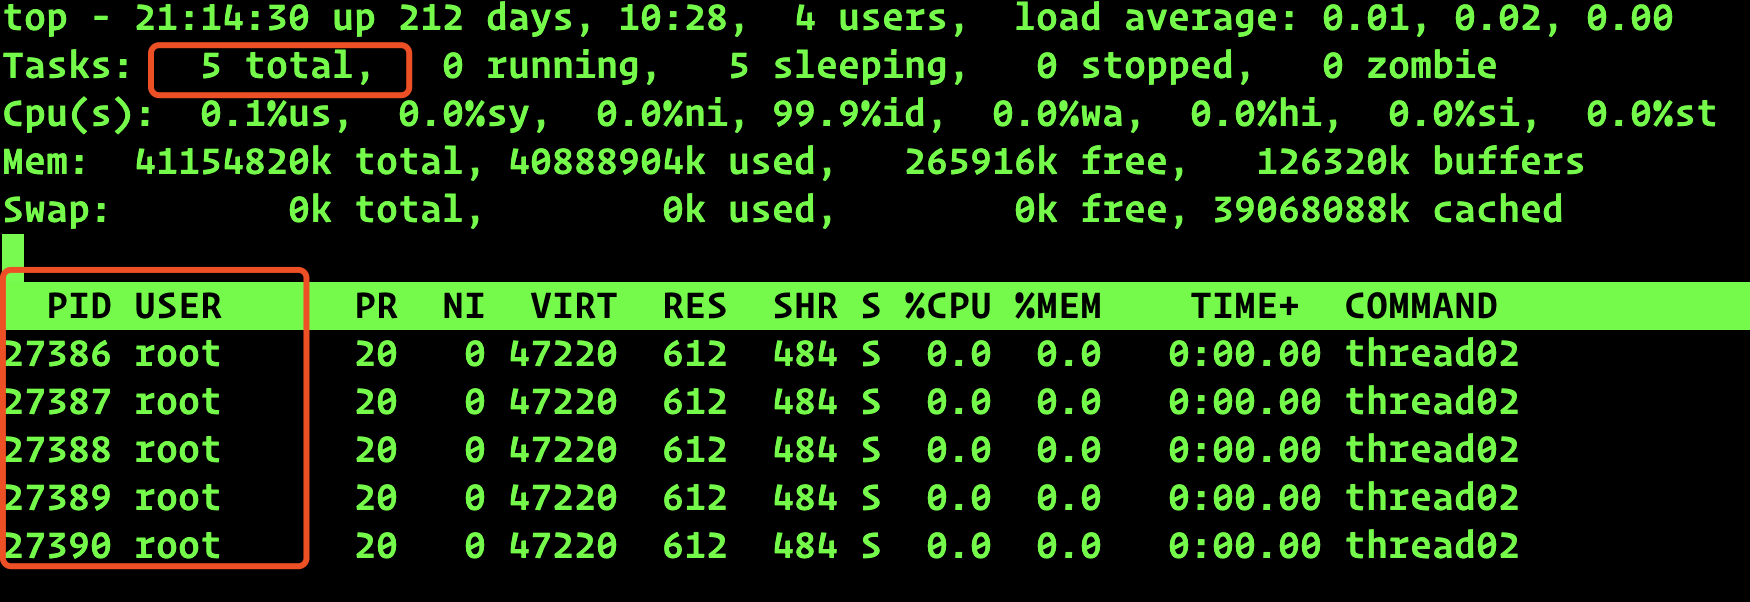 top - 21:14:30 up 212 days, 10:28,  4 users,  load average: 0.01, 0.02, 0.00
Tasks:   5 total,   0 running,   5 sleeping,   0 stopped,   0 zombie
Cpu(s):  0.1%us,  0.0%sy,  0.0%ni, 99.9%id,  0.0%wa,  0.0%hi,  0.0%si,  0.0%st
Mem:  41154820k total, 40888904k used,   265916k free,   126320k buffers
Swap:        0k total,        0k used,        0k free, 39068088k cached
  PID USER      PR  NI  VIRT  RES  SHR S %CPU %MEM    TIME+  COMMAND
27386 root      20   0 47220  612  484 S  0.0  0.0   0:00.00 thread02
27387 root      20   0 47220  612  484 S  0.0  0.0   0:00.00 thread02
27388 root      20   0 47220  612  484 S  0.0  0.0   0:00.00 thread02
27389 root      20   0 47220  612  484 S  0.0  0.0   0:00.00 thread02
27390 root      20   0 47220  612  484 S  0.0  0.0   0:00.00 thread02